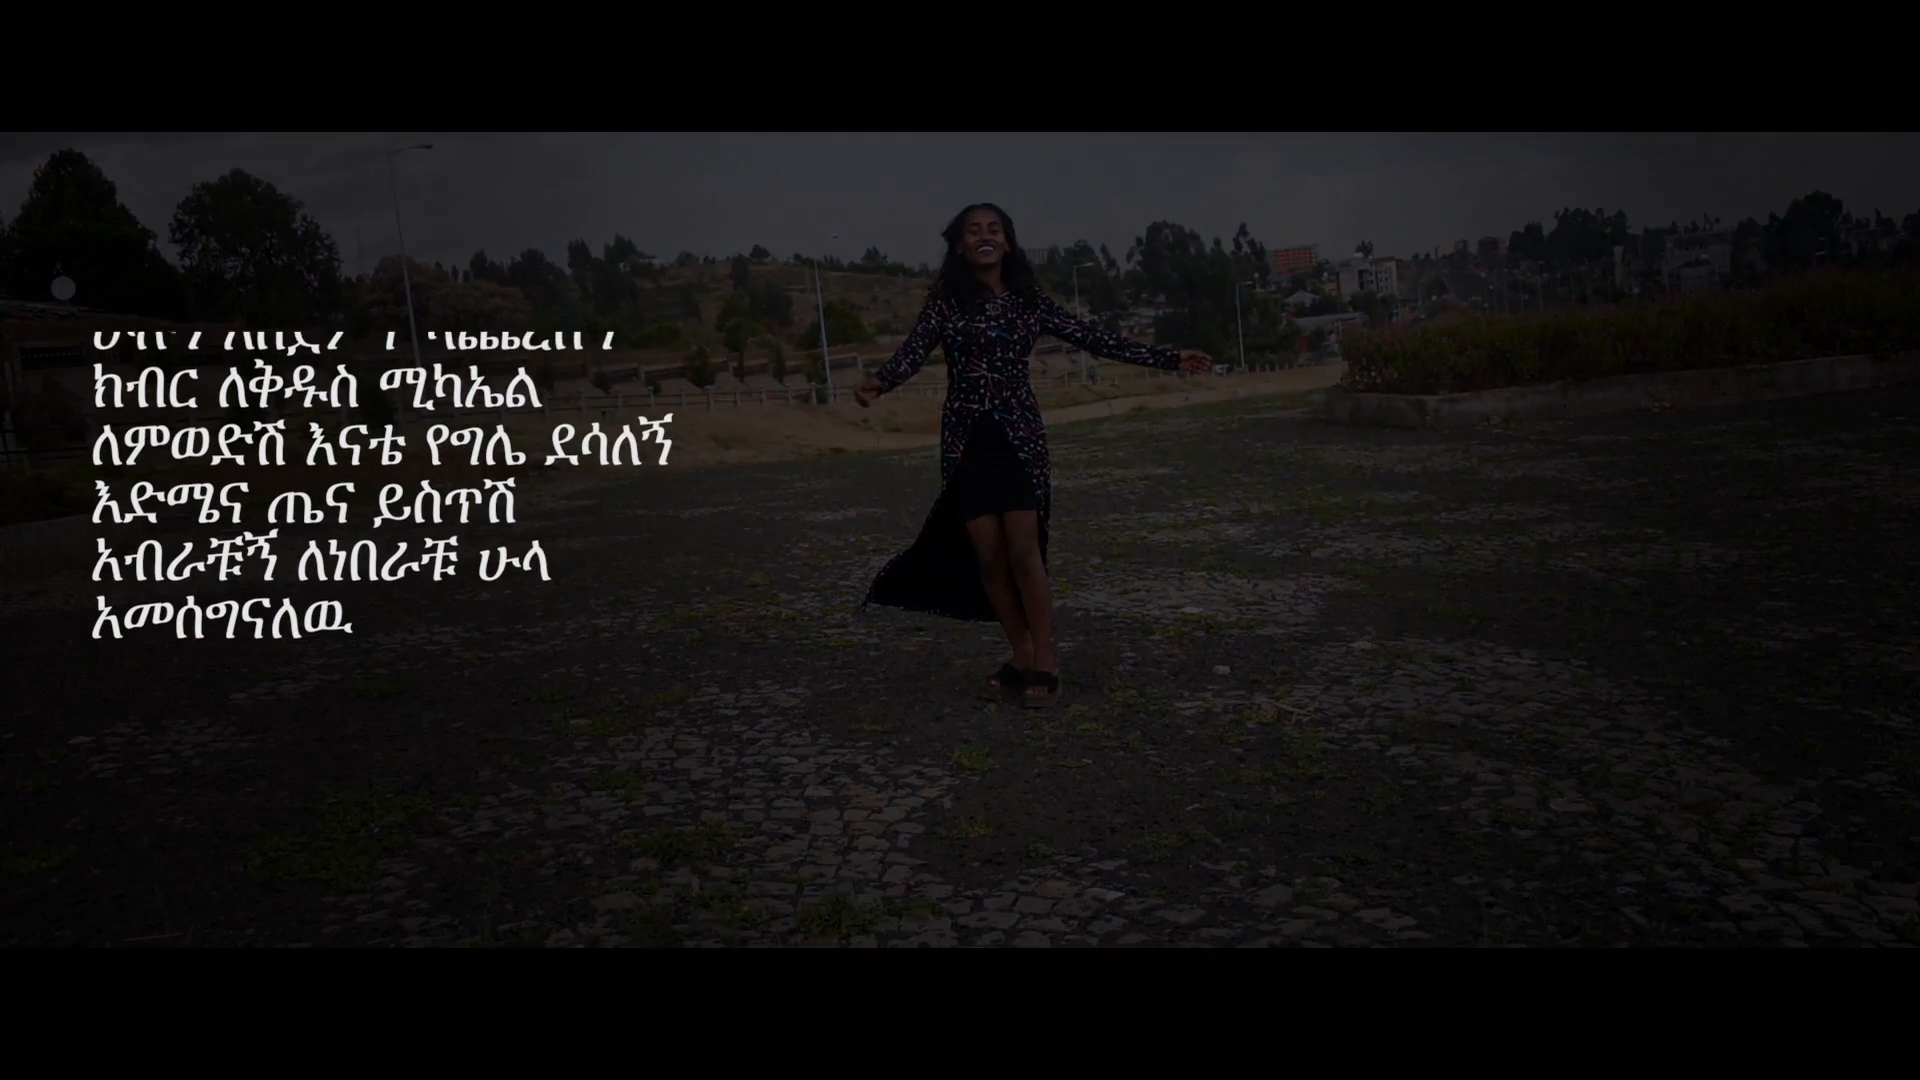 ክብር ለቅዱስ ሚካኤል
ለምወድሽ እናቴ የግሌ ደሳለኝ
እድሜና ጤና ይስጥሽ
አብራቹኝ ለነበራቹ ሁላ
አመሰግናለዉ